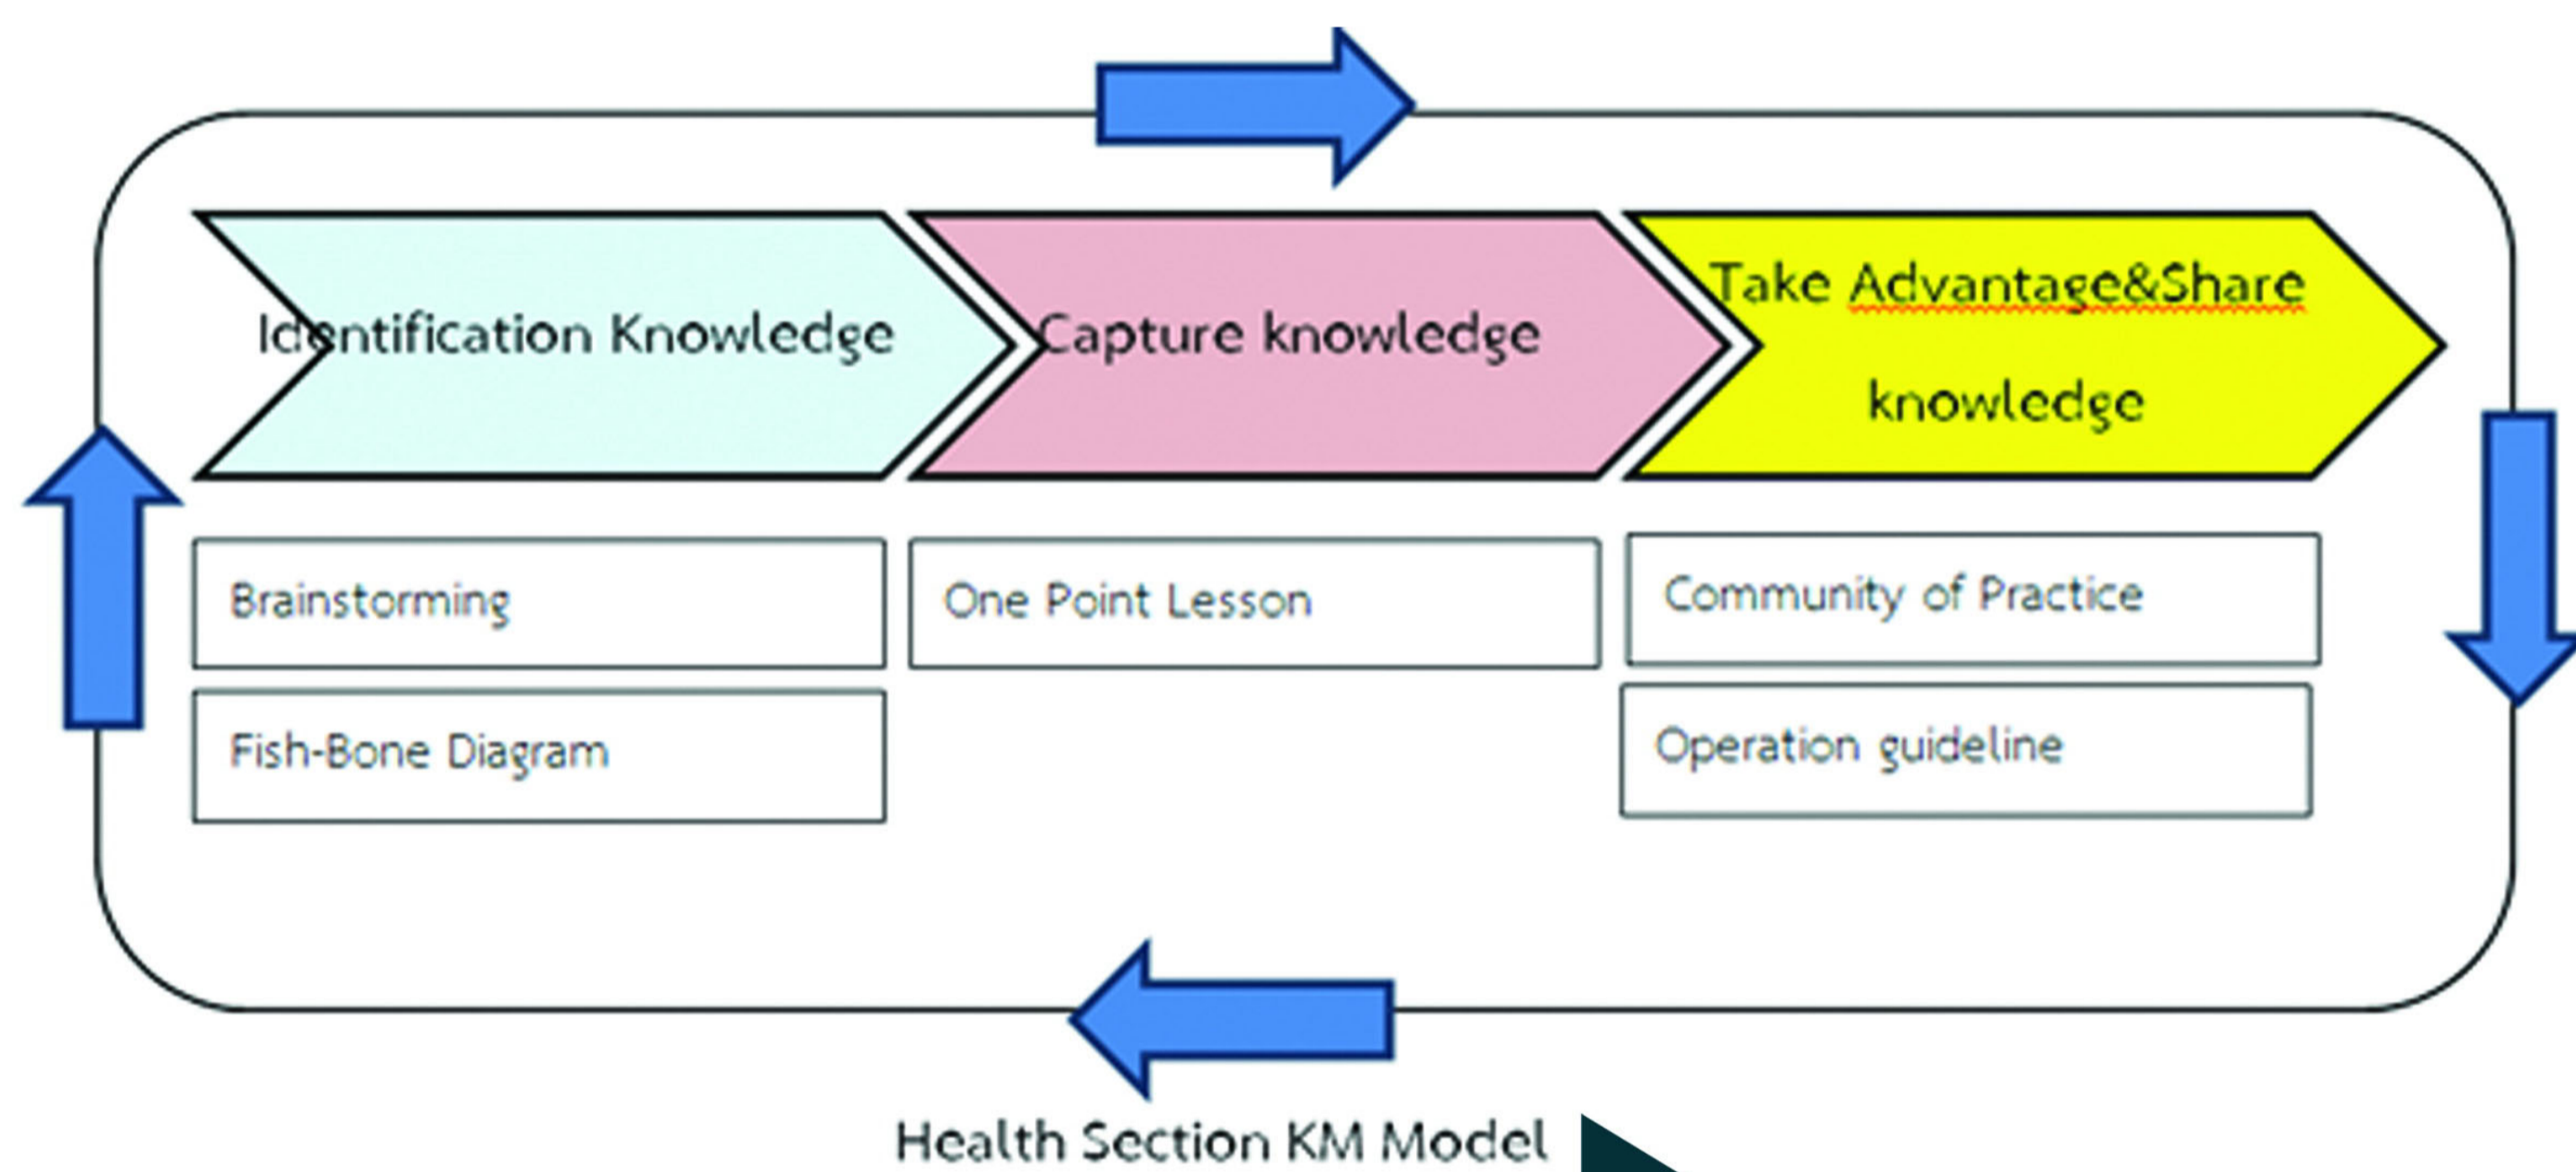 Identification Knowledge
Capture knowledge
Take Advantage&Share
knowledge
Brainstorming
One Point Lesson
Community of Practice
Fish-Bone Diagram
Operation guideline
Health Section KM Model